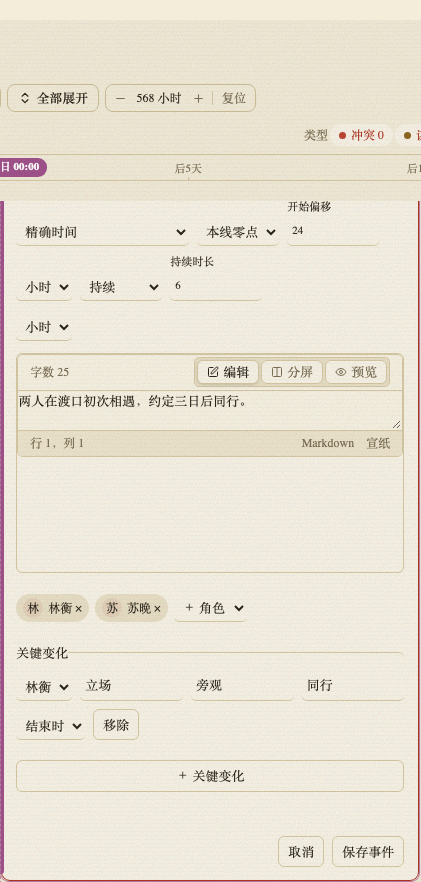 全部展开 − 568 小时 + 复位
类型 冲突 0
日 00:00 后5天
开始偏移
精确时间 本线零点 24
持续时长
小时 持续 6
小时
字数 25 编辑 分屏 预览
两人在渡口初次相遇，约定三日后同行。
行 1，列 1 Markdown 宣纸
林 林衡 × 苏 苏晚 × + 角色
关键变化
林衡 立场 旁观 同行
结束时 移除
+ 关键变化
取消 保存事件